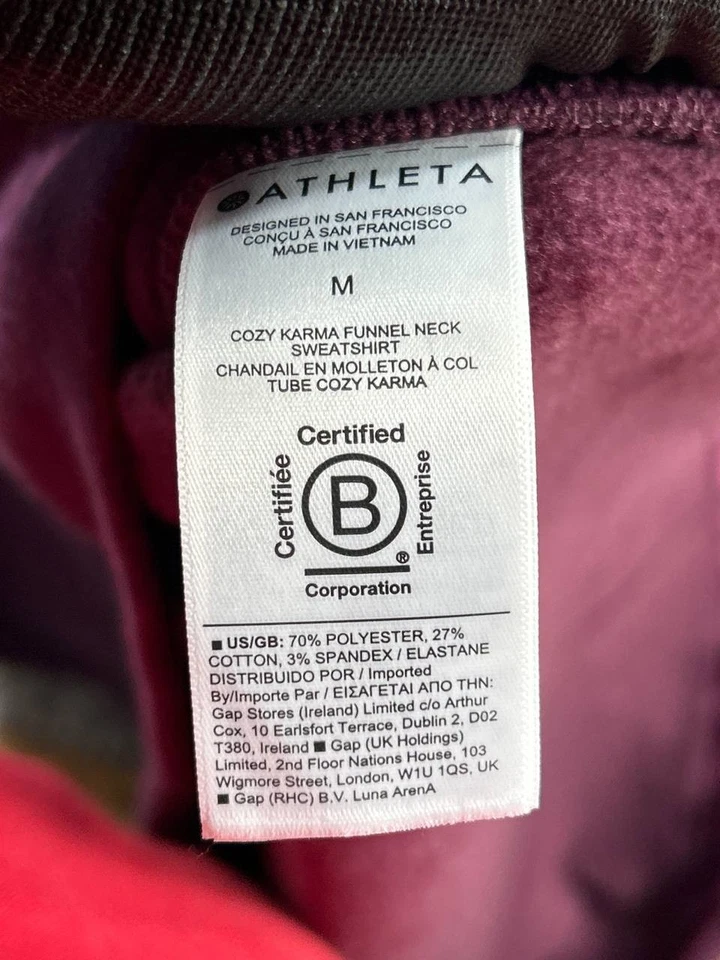 ATHLETA
DESIGNED IN SAN FRANCISCO
CONÇU À SAN FRANCISCO
MADE IN VIETNAM
M
COZY KARMA FUNNEL NECK
SWEATSHIRT
CHANDAIL EN MOLLETON À COL
TUBE COZY KARMA
Certified
Certifiée
B
Entreprise
®
Corporation
■ US/GB: 70% POLYESTER, 27%
COTTON, 3% SPANDEX / ELASTANE
DISTRIBUIDO POR / Imported
By/Importe Par / ΕΙΣΑΓΕΤΑΙ ΑΠΟ ΤΗΝ:
Gap Stores (Ireland) Limited c/o Arthur
Cox, 10 Earlsfort Terrace, Dublin 2, D02
T380, Ireland ■ Gap (UK Holdings)
Limited, 2nd Floor Nations House, 103
Wigmore Street, London, W1U 1QS, UK
■ Gap (RHC) B.V. Luna ArenA